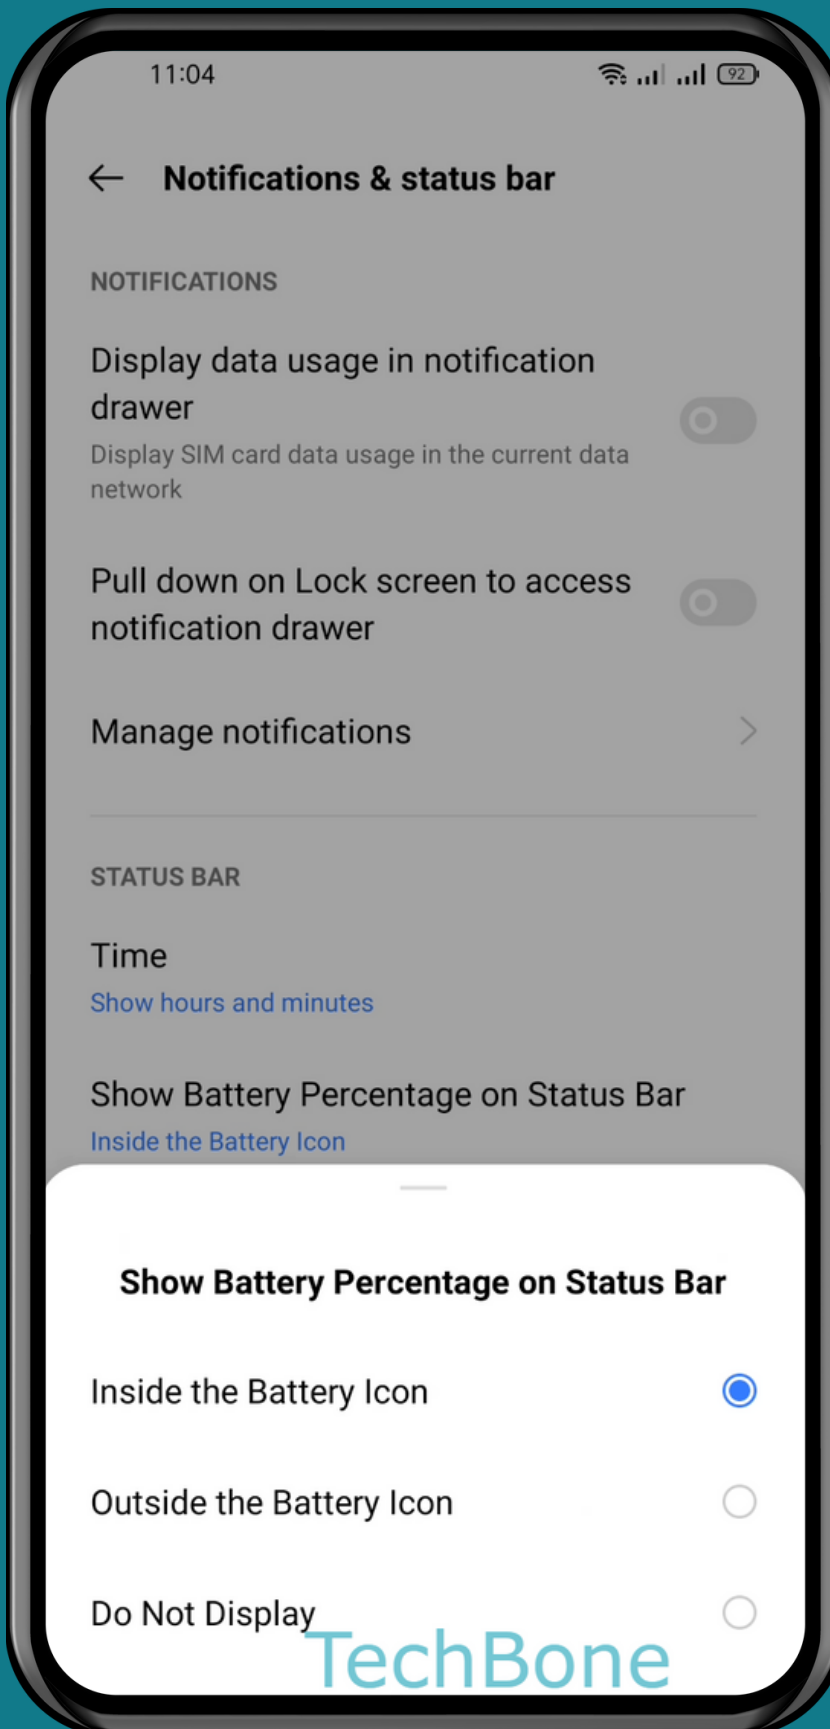 11:04
92
Notifications & status bar
NOTIFICATIONS
Display data usage in notification
drawer
Display SIM card data usage in the current data
network
Pull down on Lock screen to access
notification drawer
Manage notifications
STATUS BAR
Time
Show hours and minutes
Show Battery Percentage on Status Bar
Inside the Battery Icon
Show Battery Percentage on Status Bar
Inside the Battery Icon
Outside the Battery Icon
Do Not Display
TechBone